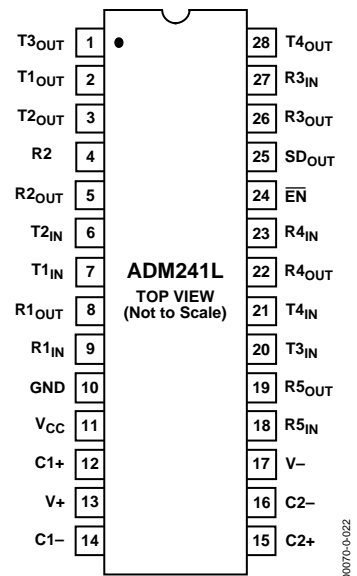 T3OUT 1 28 T4OUT
T1OUT 2 27 R3IN
T2OUT 3 26 R3OUT
R2 4 25 SDOUT
R2OUT 5 24 E̅N̅
T2IN 6 23 R4IN
T1IN 7 ADM241L 22 R4OUT
TOP VIEW
R1OUT 8 (Not to Scale) 21 T4IN
R1IN 9 20 T3IN
GND 10 19 R5OUT
VCC 11 18 R5IN
C1+ 12 17 V–
V+ 13 16 C2–
C1– 14 15 C2+
00070-0-022